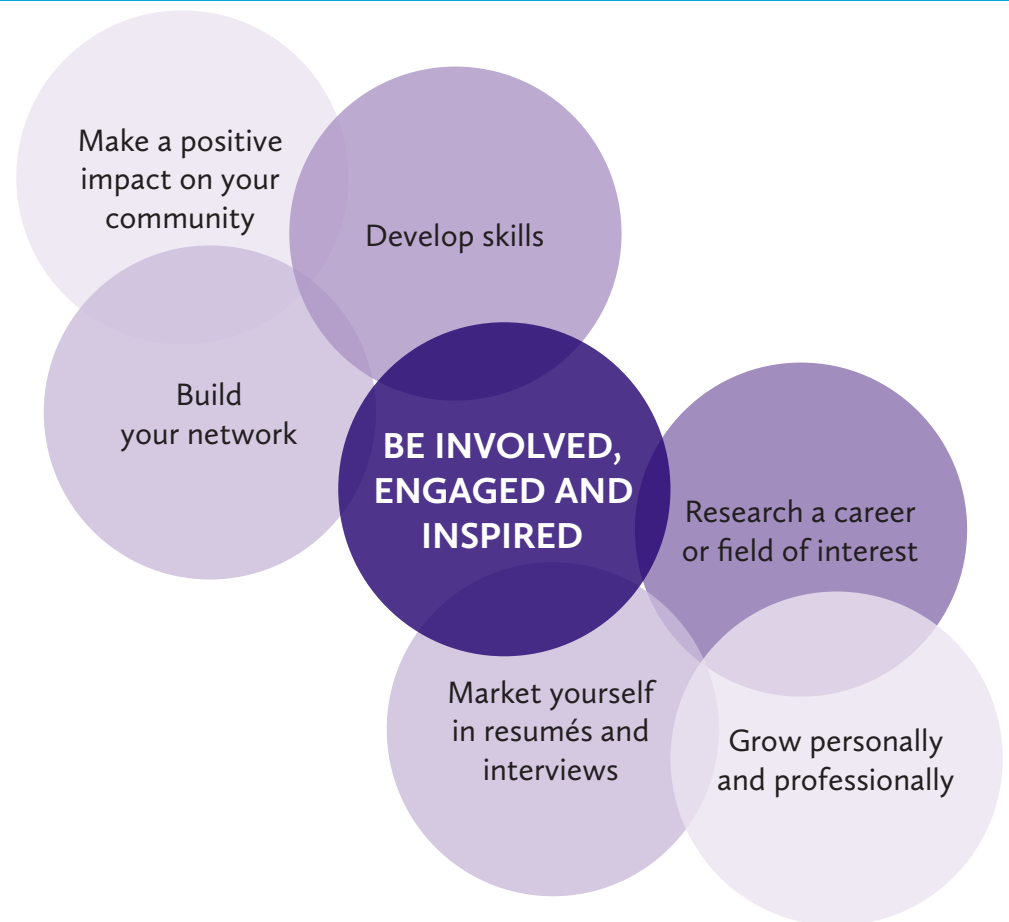 Make a positive
impact on your
community
Develop skills
Build
your network
BE INVOLVED,
ENGAGED AND
INSPIRED
Research a career
or field of interest
Market yourself
in resumés and
interviews
Grow personally
and professionally